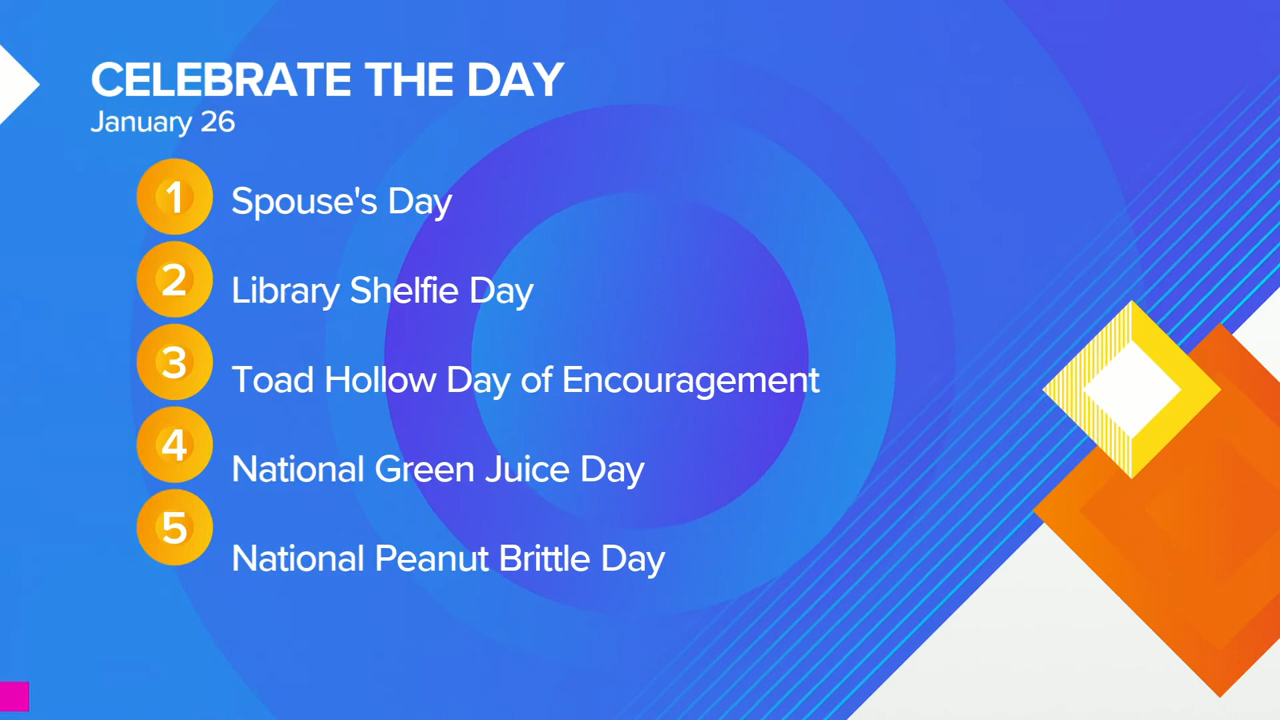 CELEBRATE THE DAY
January 26
1 Spouse's Day
2 Library Shelfie Day
3 Toad Hollow Day of Encouragement
4 National Green Juice Day
5 National Peanut Brittle Day